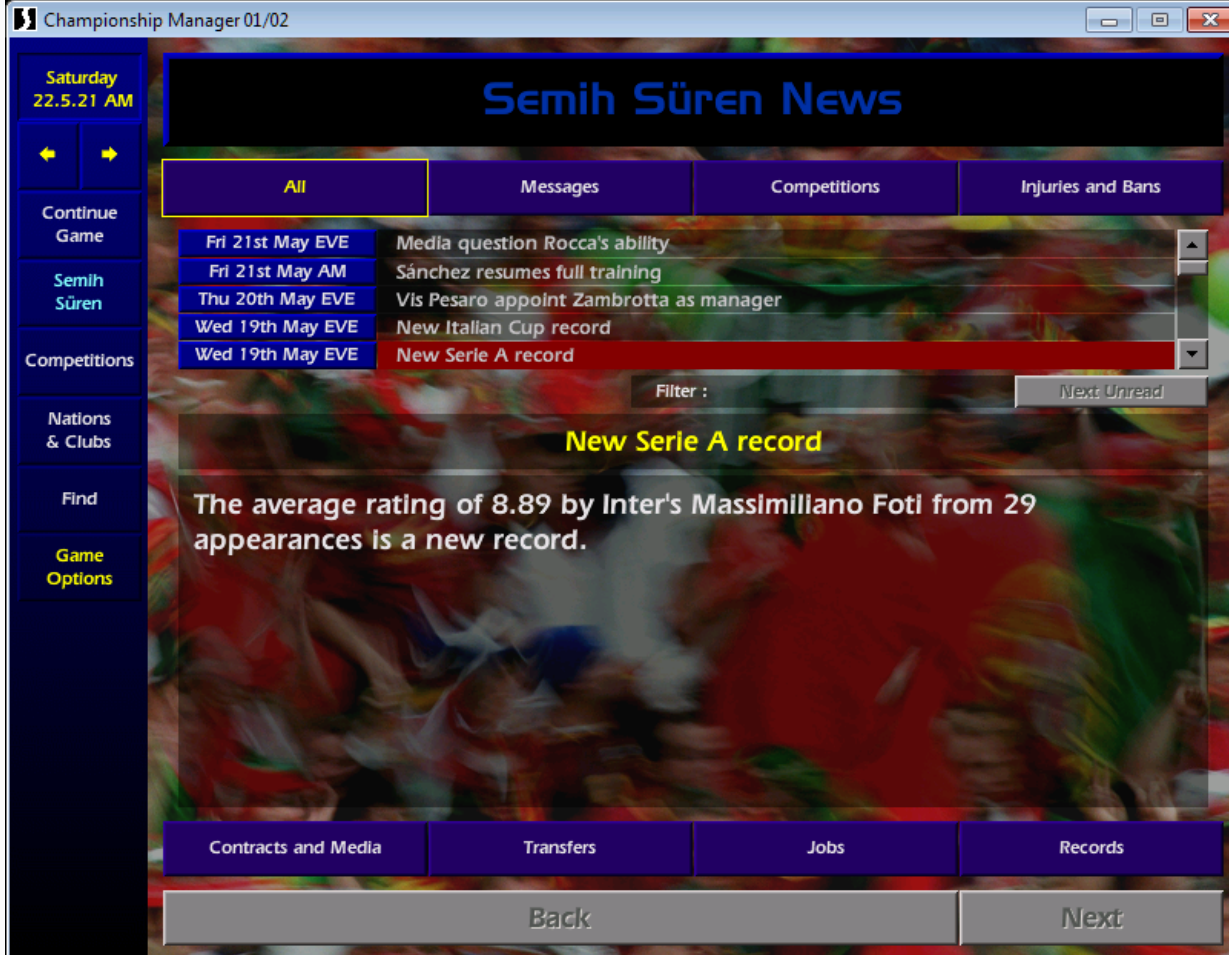 Championship Manager 01/02
Saturday
22.5.21 AM
Semih Süren News
All
Messages
Competitions
Injuries and Bans
Continue
Game
Semih
Süren
Competitions
Nations
& Clubs
Find
Game
Options
Fri 21st May EVE Media question Rocca's ability
Fri 21st May AM Sánchez resumes full training
Thu 20th May EVE Vis Pesaro appoint Zambrotta as manager
Wed 19th May EVE New Italian Cup record
Wed 19th May EVE New Serie A record
Filter :
Next Unread
New Serie A record
The average rating of 8.89 by Inter's Massimiliano Foti from 29
appearances is a new record.
Contracts and Media
Transfers
Jobs
Records
Back
Next